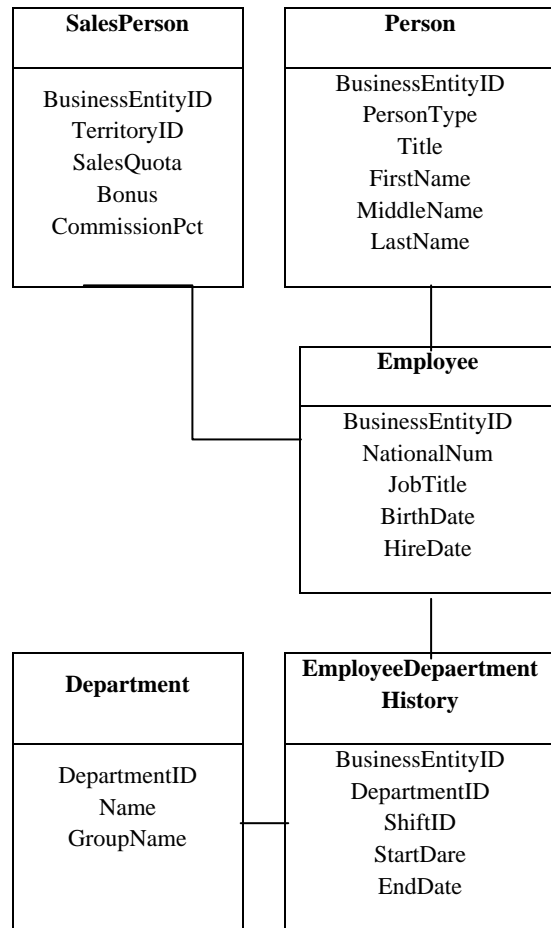 SalesPerson
BusinessEntityID
TerritoryID
SalesQuota
Bonus
CommissionPct
Person
BusinessEntityID
PersonType
Title
FirstName
MiddleName
LastName
Employee
BusinessEntityID
NationalNum
JobTitle
BirthDate
HireDate
Department
DepartmentID
Name
GroupName
EmployeeDepaertment
History
BusinessEntityID
DepartmentID
ShiftID
StartDare
EndDate